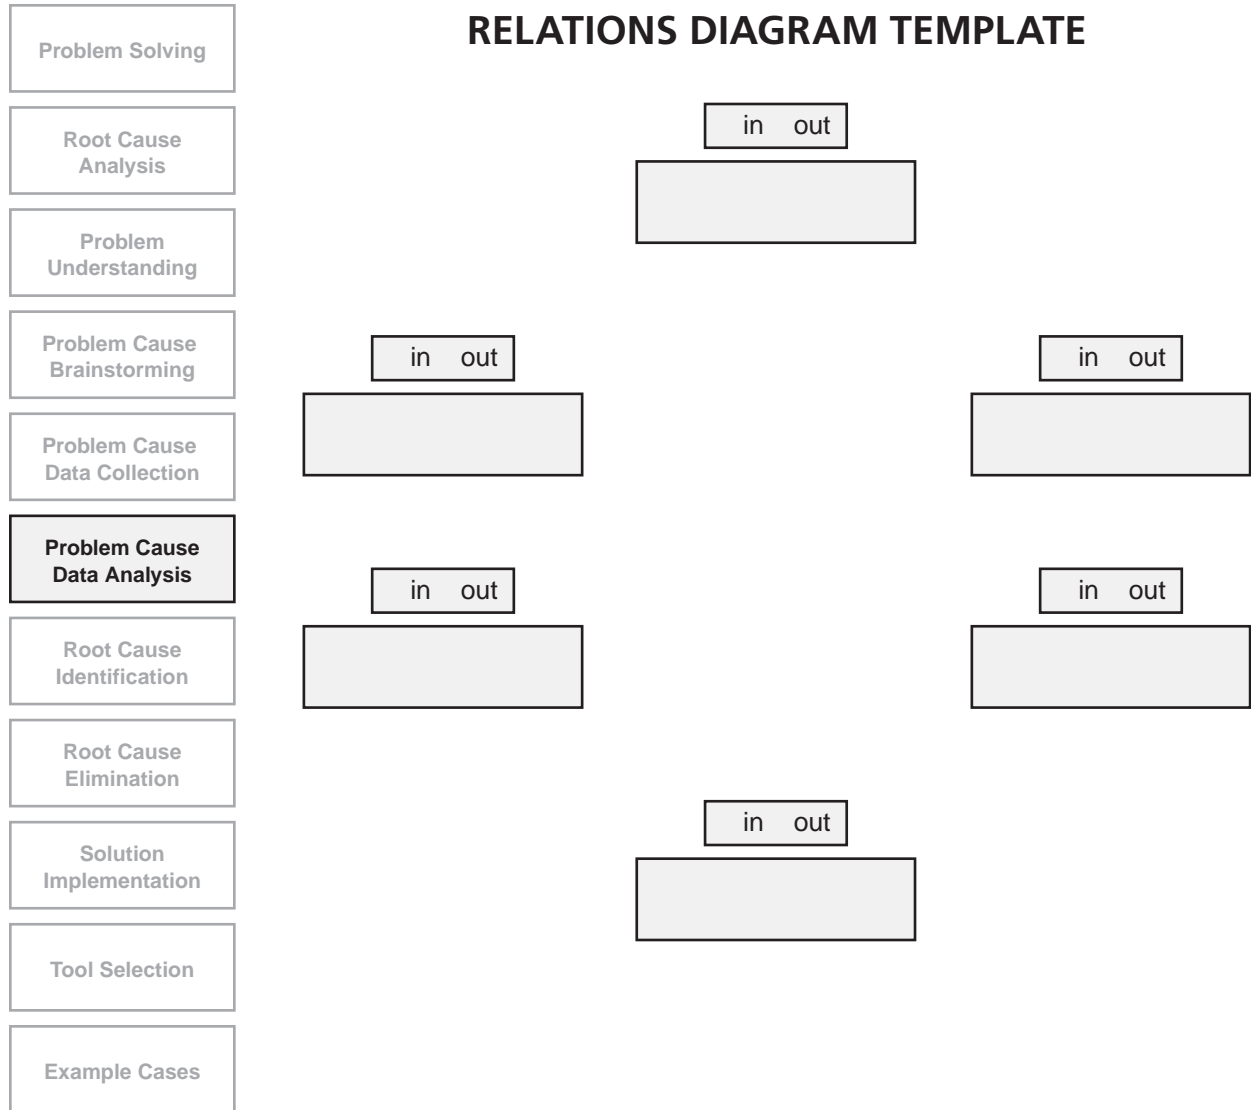 RELATIONS DIAGRAM TEMPLATE
Problem Solving
Root Cause
Analysis
Problem
Understanding
Problem Cause
Brainstorming
Problem Cause
Data Collection
Problem Cause
Data Analysis
Root Cause
Identification
Root Cause
Elimination
Solution
Implementation
Tool Selection
Example Cases
in out
in out
in out
in out
in out
in out